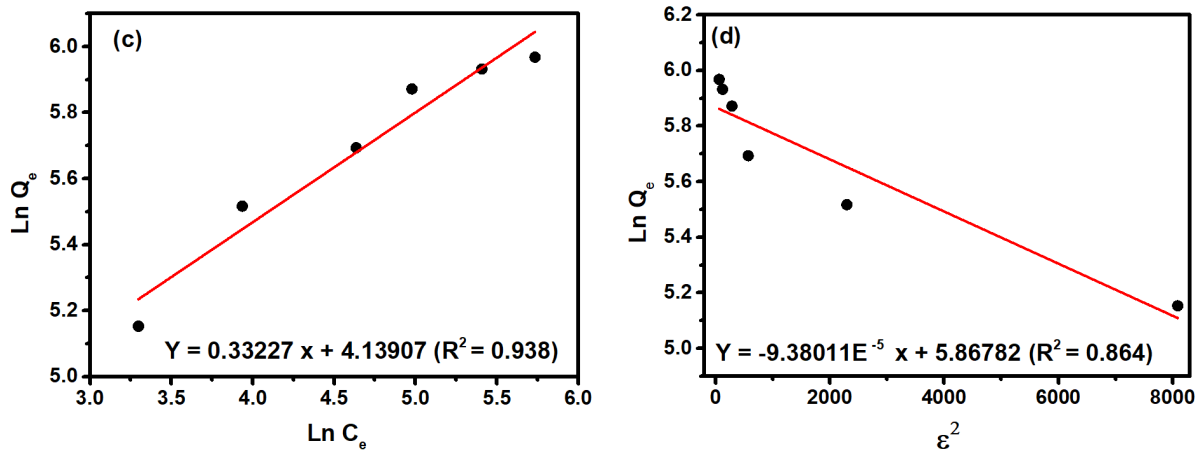 (c)
6.0
5.8
5.6
5.4
5.2
5.0
Ln Qₑ
Y = 0.33227 x + 4.13907 (R² = 0.938)
3.0 3.5 4.0 4.5 5.0 5.5 6.0
Ln Cₑ
(d)
6.2
6.0
5.8
5.6
5.4
5.2
5.0
Ln Qₑ
Y = -9.38011E⁻⁵ x + 5.86782 (R² = 0.864)
0 2000 4000 6000 8000
ε²